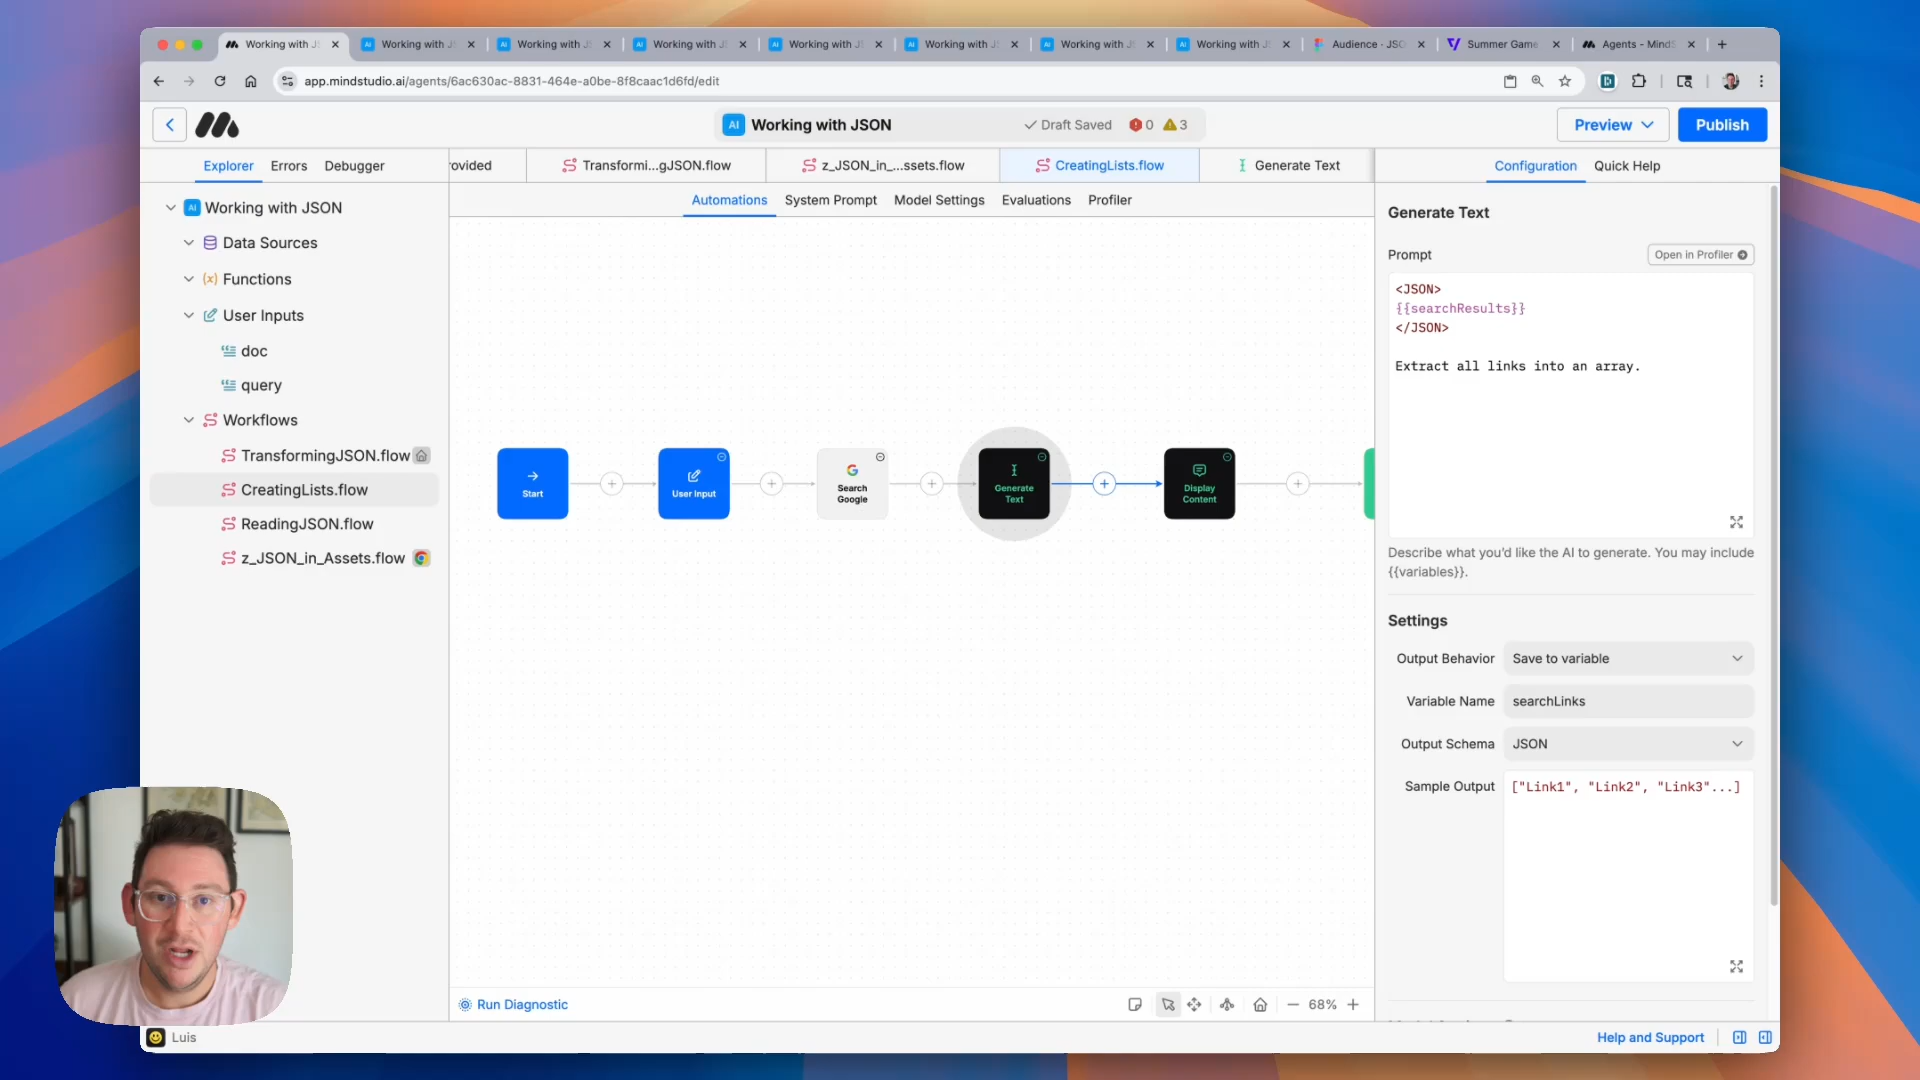 Working with JS
Working with J
Working with J
Working with J
Working with J
Working with J
Working with J
Working with J
Audience · JSO
Summer Game
Agents - MindS
app.mindstudio.ai/agents/6ac630ac-8831-464e-a0be-8f8caac1d6fd/edit
AI Working with JSON
Draft Saved
0
3
Preview
Publish
Explorer
Errors
Debugger
rovided
Transformi...gJSON.flow
z_JSON_in_...ssets.flow
CreatingLists.flow
Generate Text
Configuration
Quick Help
Automations
System Prompt
Model Settings
Evaluations
Profiler
AI Working with JSON
Data Sources
(x) Functions
User Inputs
doc
query
Workflows
TransformingJSON.flow
CreatingLists.flow
ReadingJSON.flow
z_JSON_in_Assets.flow
Start
User input
Search
Google
Generate
Text
Display
Content
Generate Text
Prompt
Open in Profiler
<JSON>
{{searchResults}}
</JSON>
Extract all links into an array.
Describe what you'd like the AI to generate. You may include
{{variables}}.
Settings
Output Behavior
Save to variable
Variable Name
searchLinks
Output Schema
JSON
Sample Output
["Link1", "Link2", "Link3"...]
Run Diagnostic
68%
Luis
Help and Support